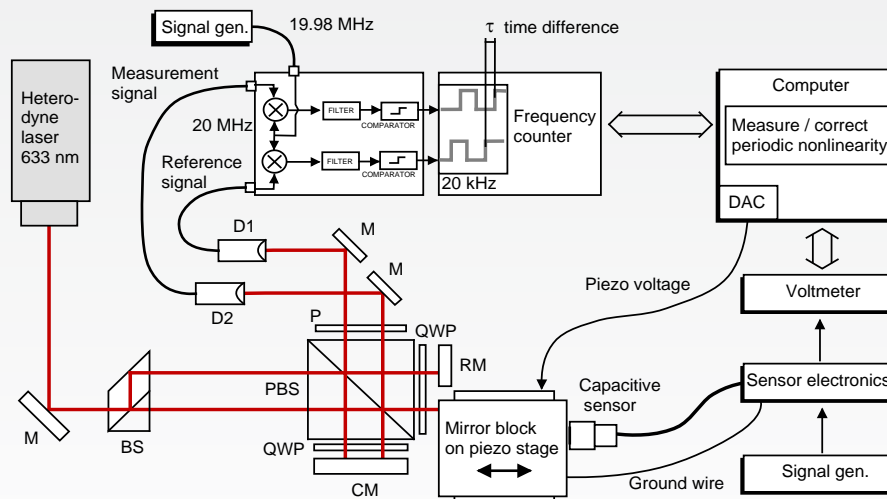 Signal gen.
19.98 MHz
τ time difference
Measurement
signal
Hetero-
dyne
laser
633 nm
20 MHz
FILTER
COMPARATOR
FILTER
COMPARATOR
Reference
signal
Frequency
counter
20 kHz
Computer
Measure / correct
periodic nonlinearity
DAC
D1
M
M
D2
P
QWP
RM
PBS
M
BS
QWP
CM
Piezo voltage
Voltmeter
Capacitive
sensor
Sensor electronics
Mirror block
on piezo stage
Ground wire
Signal gen.